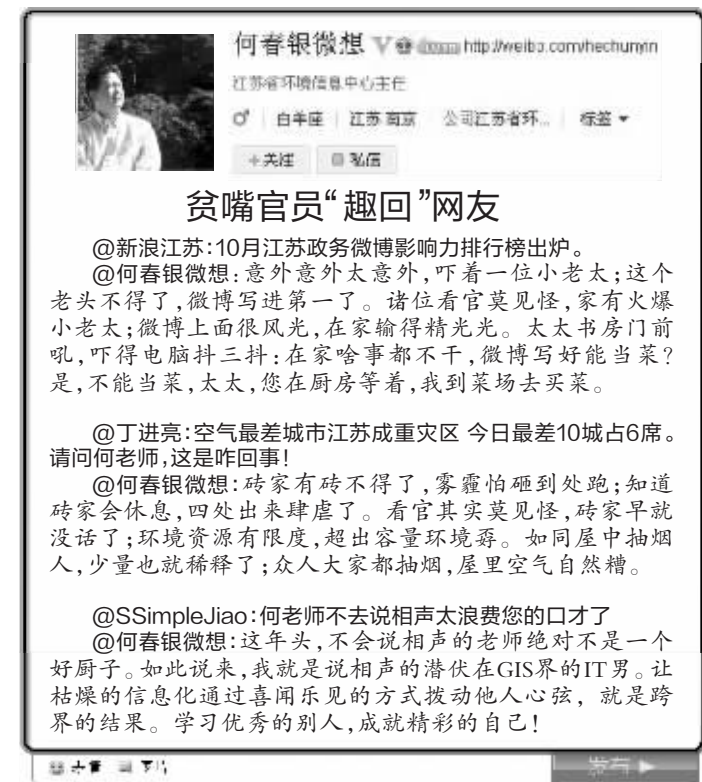 何春银微想 V http://weibo.com/hechunyin
江苏省环境信息中心主任
♂ 白羊座 江苏 南京 公司江苏省环... 标签
+关注 私信
贫嘴官员“趣回”网友
@新浪江苏:10月江苏政务微博影响力排行榜出炉。
@何春银微想:意外意外太意外,吓着一位小老太;这个
老头不得了,微博写进第一了。诸位看官莫见怪,家有火爆
小老太;微博上面很风光,在家输得精光光。太太书房门前
吼,吓得电脑抖三抖:在家啥事都不干,微博写好能当菜?
是,不能当菜,太太,您在厨房等着,我到菜场去买菜。
@丁进亮:空气最差城市江苏成重灾区 今日最差10城占6席。
请问何老师,这是咋回事!
@何春银微想:砖家有砖不得了,雾霾怕砸到处跑;知道
砖家会休息,四处出来肆虐了。看官其实莫见怪,砖家早就
没话了;环境资源有限度,超出容量环境孬。如同屋中抽烟
人,少量也就稀释了;众人大家都抽烟,屋里空气自然糟。
@SSimpleJiao:何老师不去说相声太浪费您的口才了
@何春银微想:这年头,不会说相声的老师绝对不是一个
好厨子。如此说来,我就是说相声的潜伏在GIS界的IT男。让
枯燥的信息化通过喜闻乐见的方式拨动他人心弦，就是跨
界的结果。学习优秀的别人,成就精彩的自己!
发布